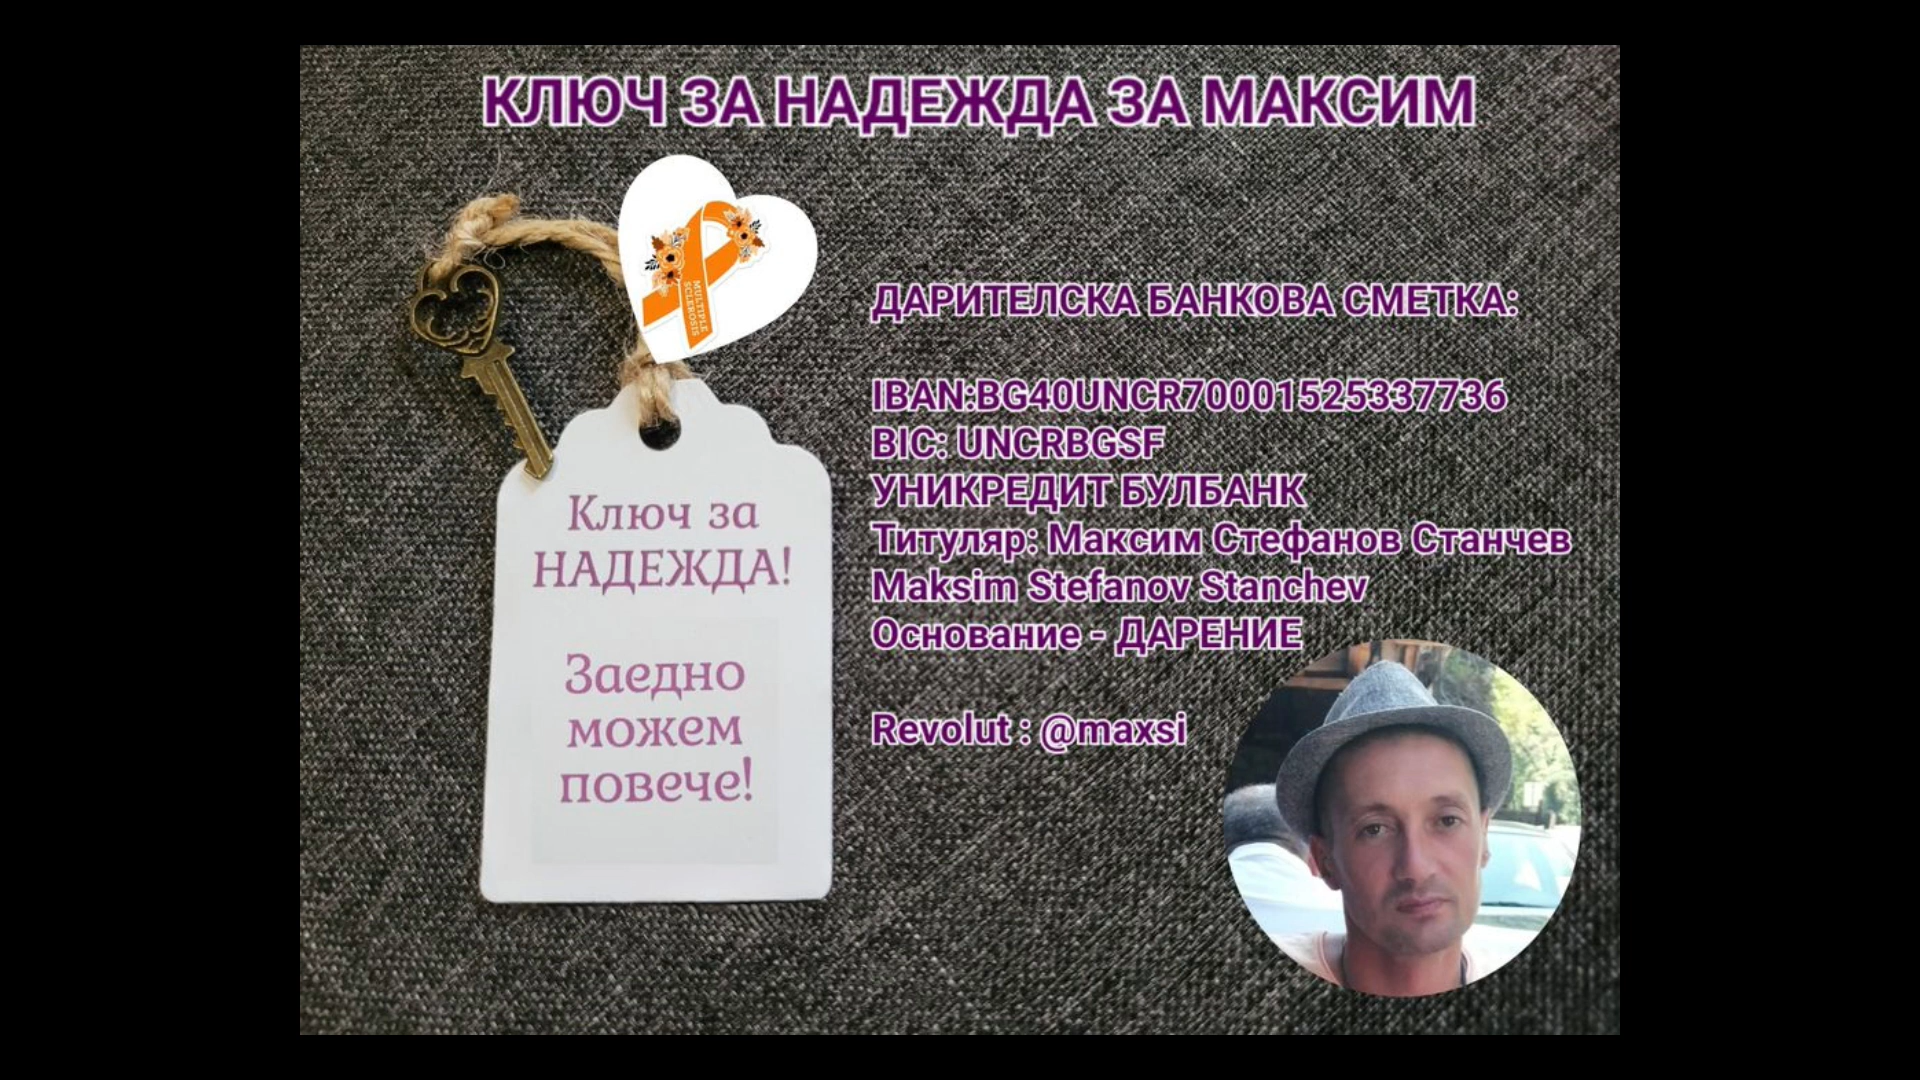 КЛЮЧ ЗА НАДЕЖДА ЗА МАКСИМ
MULTIPLE
SCLEROSIS
ДАРИТЕЛСКА БАНКОВА СМЕТКА:
IBAN:BG40UNCR70001525337736
BIC: UNCRBGSF
УНИКРЕДИТ БУЛБАНК
Титуляр: Максим Стефанов Станчев
Maksim Stefanov Stanchev
Основание - ДАРЕНИЕ
Revolut : @maxsi
Ключ за
НАДЕЖДА!
Заедно
можем
повече!